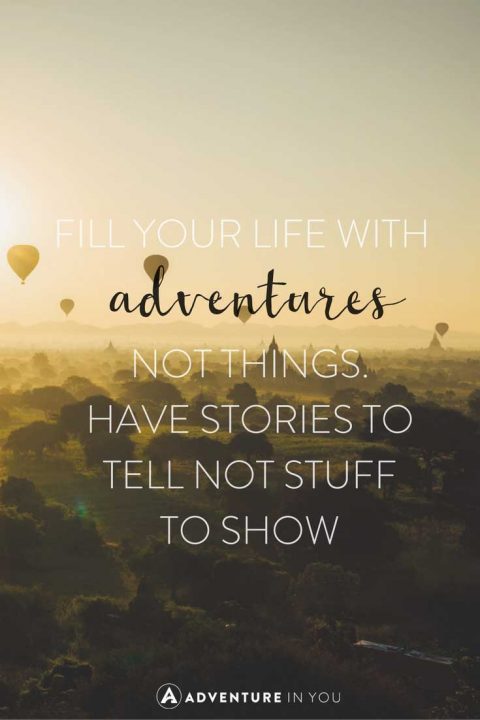 FILL YOUR LIFE WITH
adventures
NOT THINGS.
HAVE STORIES TO
TELL NOT STUFF
TO SHOW
A ADVENTURE IN YOU